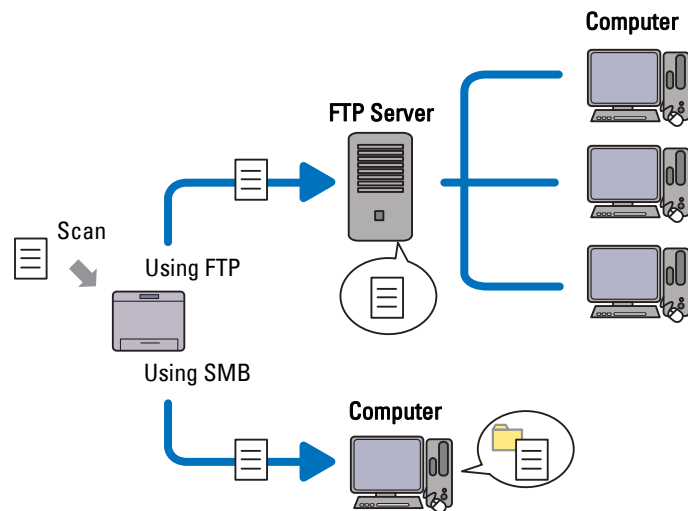 Computer
FTP Server
Scan
Using FTP
Using SMB
Computer